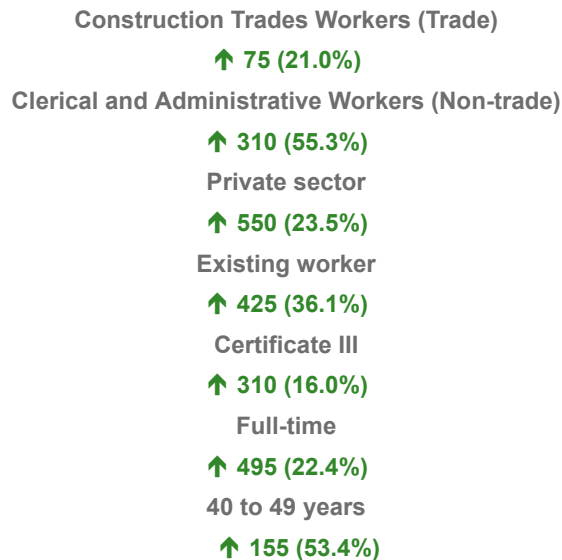 Construction Trades Workers (Trade)
↑ 75 (21.0%)
Clerical and Administrative Workers (Non-trade)
↑ 310 (55.3%)
Private sector
↑ 550 (23.5%)
Existing worker
↑ 425 (36.1%)
Certificate III
↑ 310 (16.0%)
Full-time
↑ 495 (22.4%)
40 to 49 years
↑ 155 (53.4%)